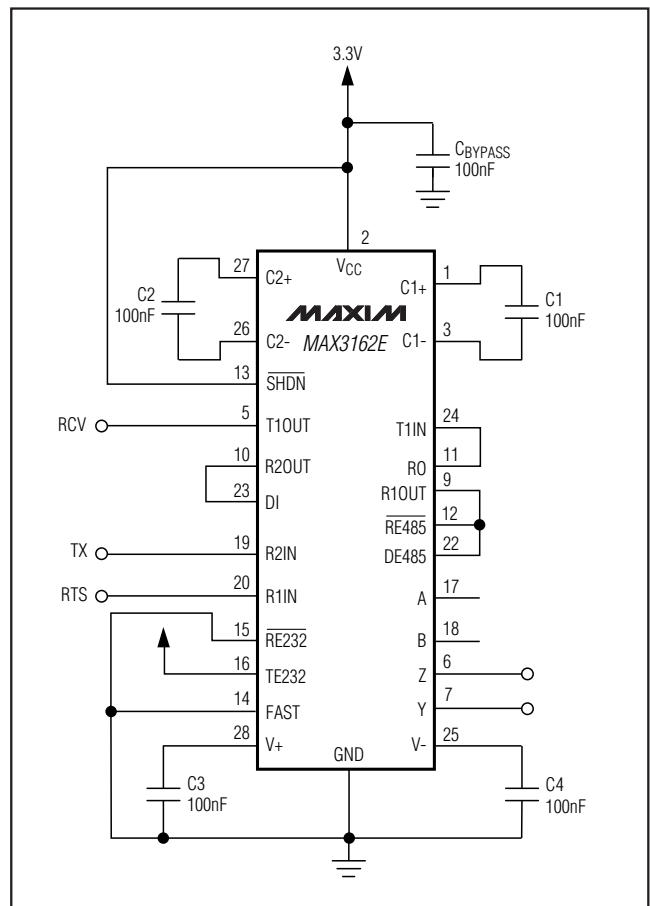 3.3V
CBYPASS
100nF
2
VCC
27
C2+
C2
100nF
26
C2-
1
C1+
C1
100nF
3
C1-
MAXIM
MAX3162E
13
SHDN
RCV
5
T1OUT
24
T1IN
10
R2OUT
11
RO
23
DI
9
R1OUT
12
RE485
TX
19
R2IN
22
DE485
RTS
20
R1IN
17
A
15
RE232
18
B
16
TE232
6
Z
14
FAST
7
Y
28
V+
25
V-
GND
C3
100nF
C4
100nF